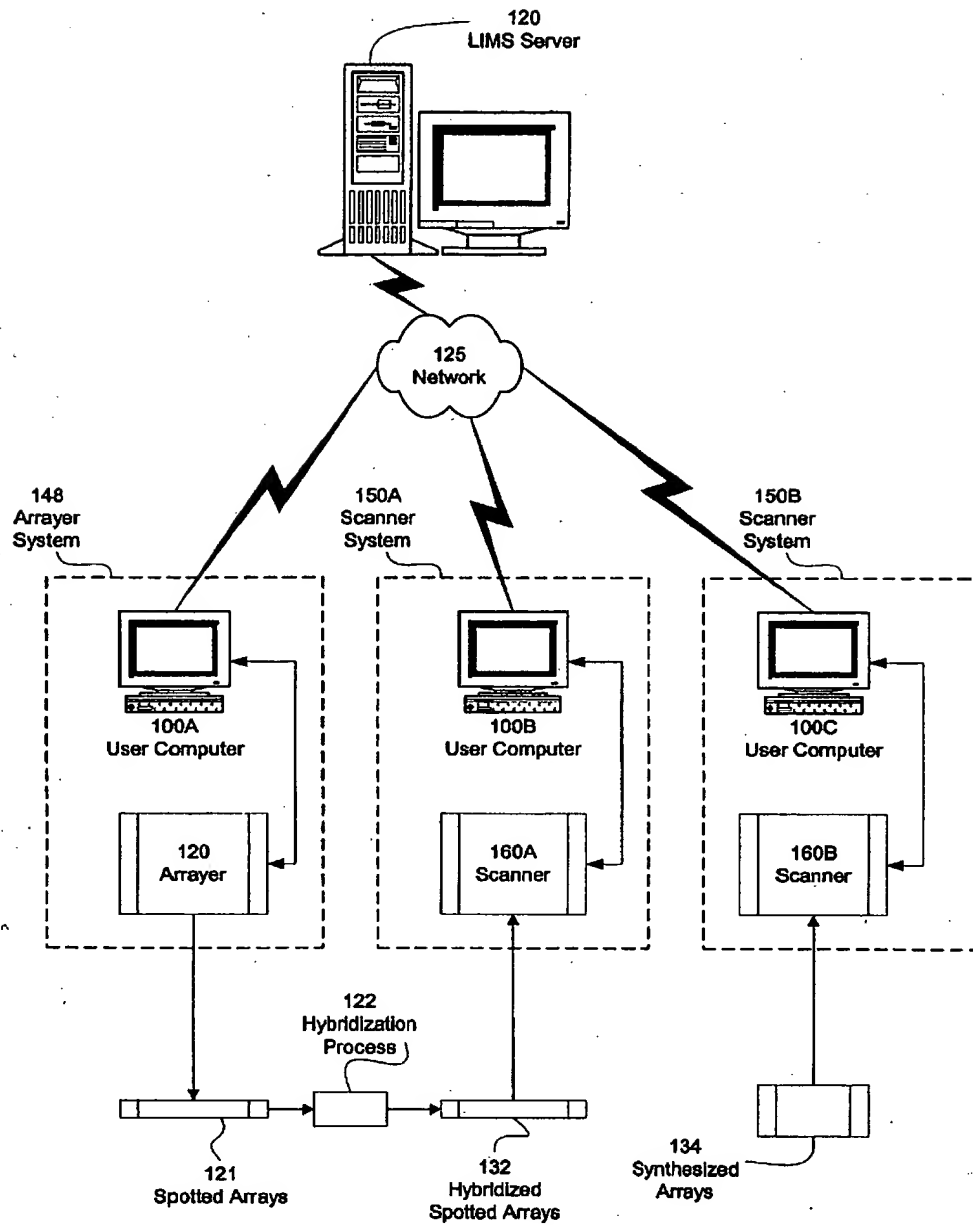 120
LIMS Server
125
Network
148
Arrayer
System
150A
Scanner
System
150B
Scanner
System
100A
User Computer
100B
User Computer
100C
User Computer
120
Arrayer
160A
Scanner
160B
Scanner
122
Hybridization
Process
121
Spotted Arrays
132
Hybridized
Spotted Arrays
134
Synthesized
Arrays